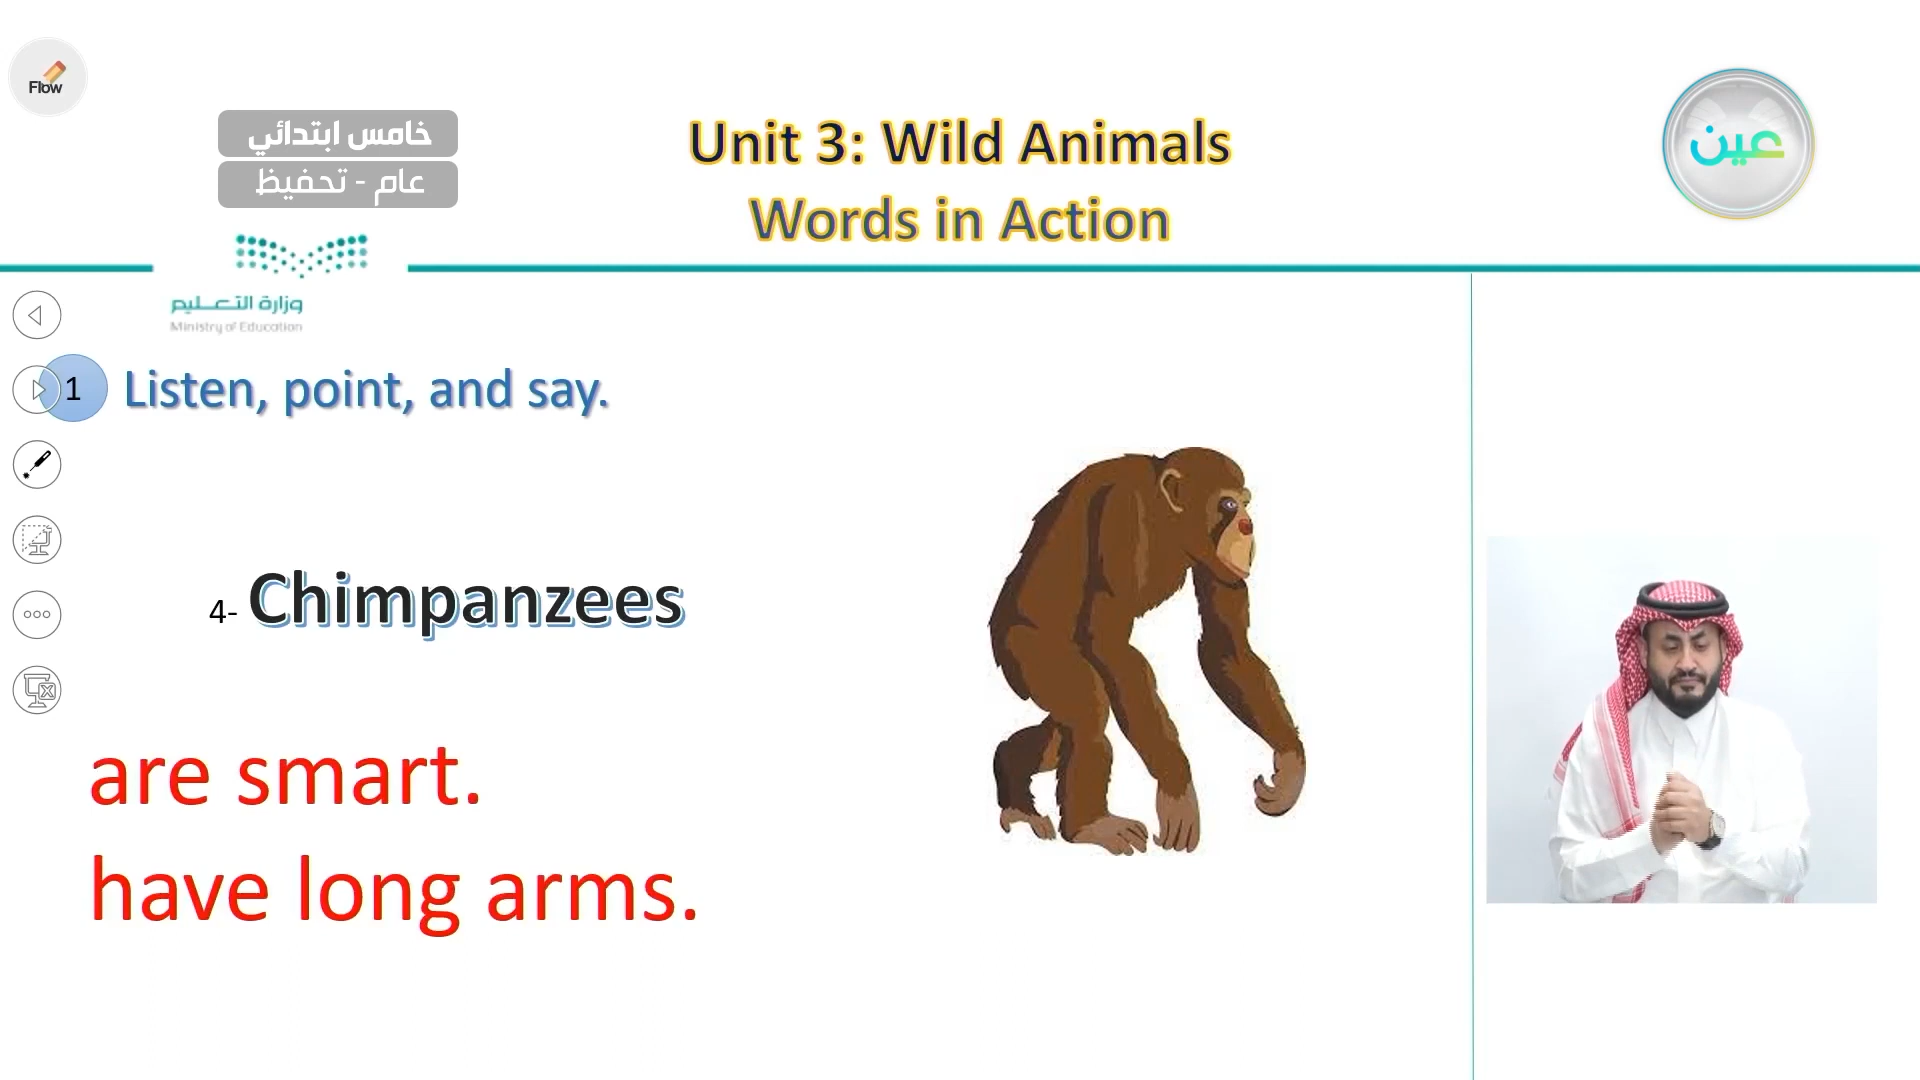 Flow
خامس ابتدائي
عام - تحفيظ
Unit 3: Wild Animals
Words in Action
عين
وزارة التعليم
Ministry of Education
1 Listen, point, and say.
4- Chimpanzees
are smart.
have long arms.